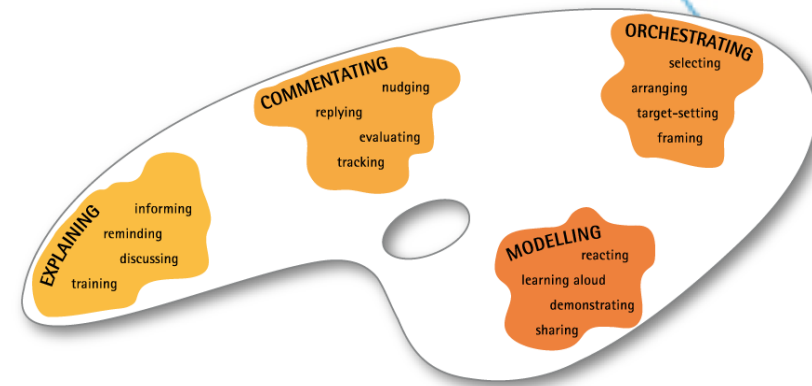 EXPLAINING
informing
reminding
discussing
training
COMMENTATING
nudging
replying
evaluating
tracking
ORCHESTRATING
selecting
arranging
target-setting
framing
MODELLING
reacting
learning aloud
demonstrating
sharing